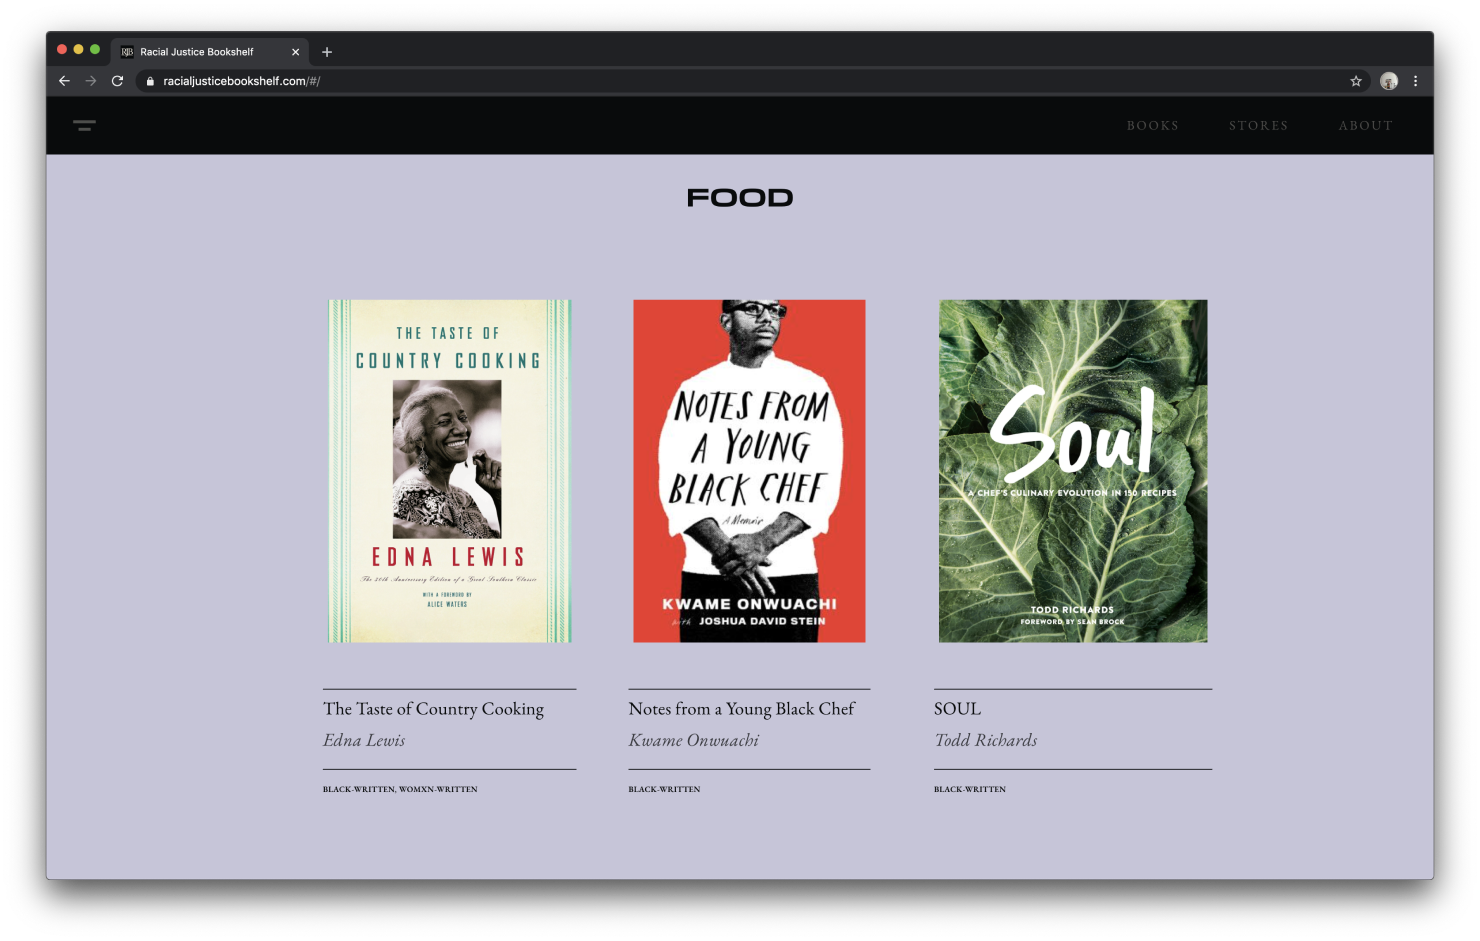 RJB Racial Justice Bookshelf
racialjusticebookshelf.com/#/
BOOKS STORES ABOUT
FOOD
THE TASTE OF
COUNTRY COOKING
EDNA LEWIS
The 30th Anniversary Edition of a Great Southern Classic
WITH A FOREWORD BY
ALICE WATERS
NOTES FROM
A YOUNG
BLACK CHEF
A Memoir
KWAME ONWUACHI
with JOSHUA DAVID STEIN
Soul
A CHEF'S CULINARY EVOLUTION IN 150 RECIPES
TODD RICHARDS
FOREWORD BY SEAN BROCK
The Taste of Country Cooking
Edna Lewis
BLACK-WRITTEN, WOMXN-WRITTEN
Notes from a Young Black Chef
Kwame Onwuachi
BLACK-WRITTEN
SOUL
Todd Richards
BLACK-WRITTEN